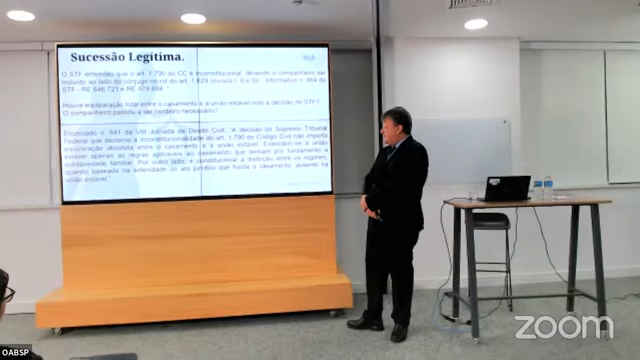 Sucessão Legítima.
O STF entendeu que o art. 1.790 do CC é inconstitucional, devendo o companheiro ser
incluído ao lado do cônjuge no rol do art. 1.829 (incisos I, II e III). Informativo n. 864 do
STF - RE 646.721 e RE 878.694.
Houve equiparação total entre o casamento e a união estável com a decisão do STF?
O companheiro passou a ser herdeiro necessário?
Enunciado n. 641 da VIII Jornada de Direito Civil: "A decisão do Supremo Tribunal
Federal que declarou a inconstitucionalidade do art. 1.790 do Código Civil não importa
equiparação absoluta entre o casamento e a união estável. Estendem-se à união
estável apenas as regras aplicáveis ao casamento que tenham por fundamento a
solidariedade familiar. Por outro lado, é constitucional a distinção entre os regimes,
quando baseada na solenidade do ato jurídico que funda o casamento, ausente na
união estável."
zoom
OABSP